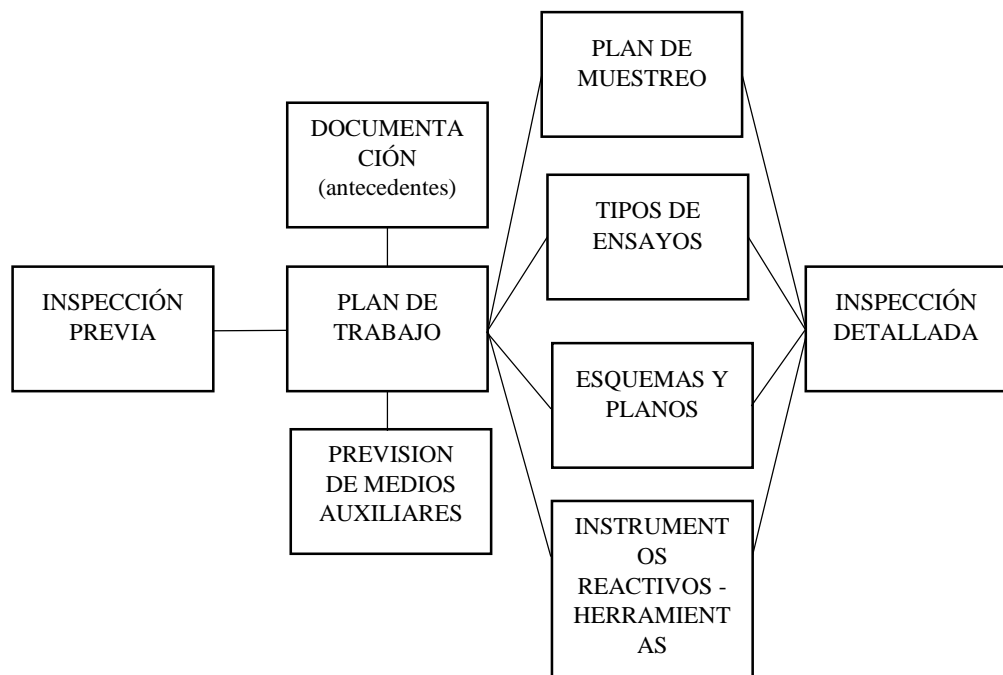 INSPECCIÓN
PREVIA
DOCUMENTA
CIÓN
(antecedentes)
PLAN DE
TRABAJO
PREVISION
DE MEDIOS
AUXILIARES
PLAN DE
MUESTREO
TIPOS DE
ENSAYOS
ESQUEMAS Y
PLANOS
INSTRUMENT
OS
REACTIVOS -
HERRAMIENT
AS
INSPECCIÓN
DETALLADA